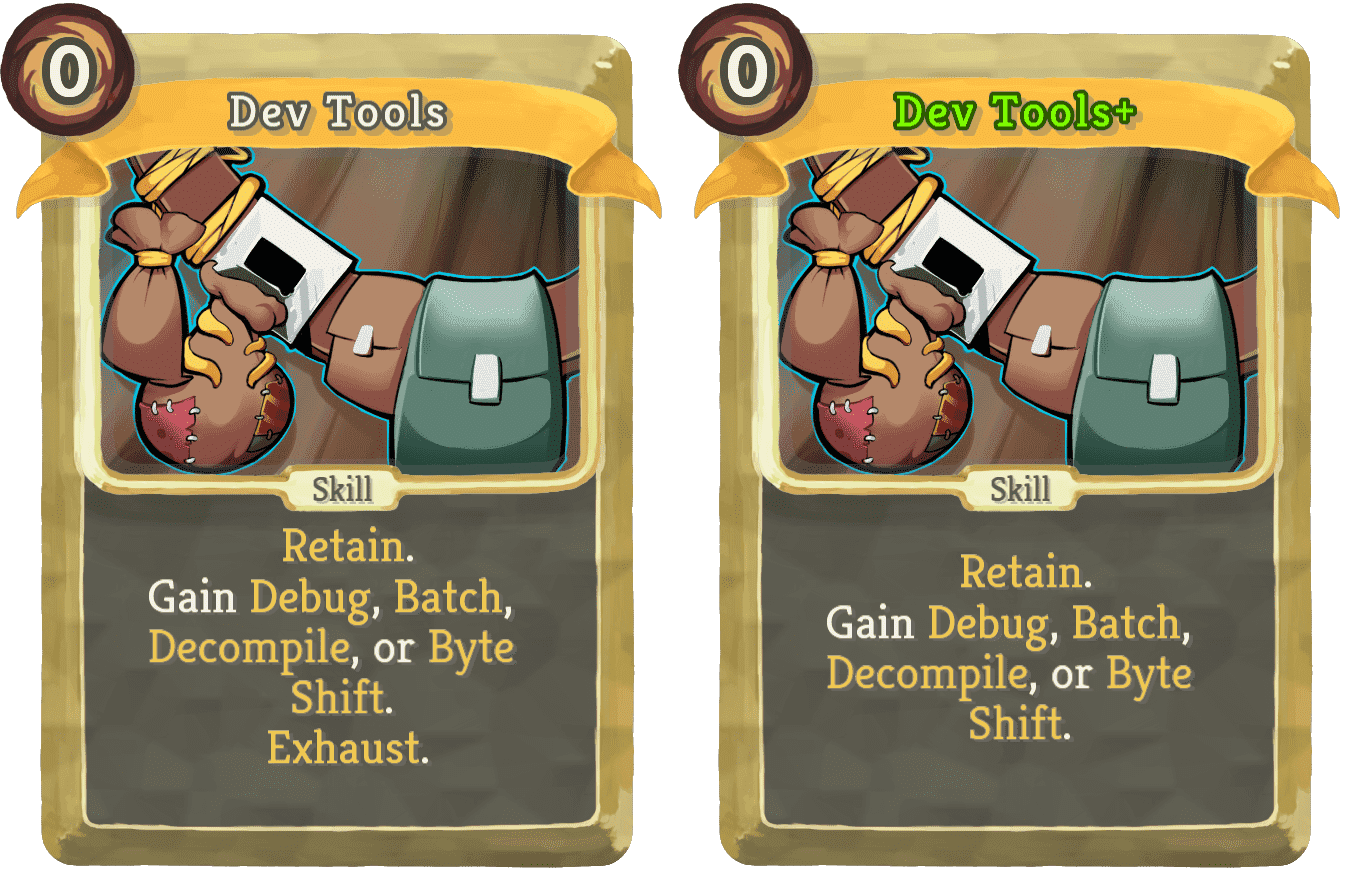 0
Dev Tools
Skill
Retain.
Gain Debug, Batch,
Decompile, or Byte
Shift.
Exhaust.
0
Dev Tools+
Skill
Retain.
Gain Debug, Batch,
Decompile, or Byte
Shift.